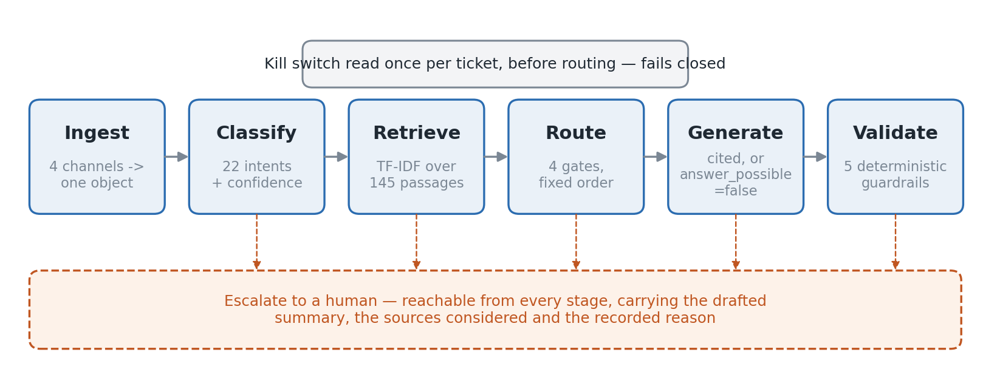 Kill switch read once per ticket, before routing — fails closed
Ingest
4 channels ->
one object
Classify
22 intents
+ confidence
Retrieve
TF-IDF over
145 passages
Route
4 gates,
fixed order
Generate
cited, or
answer_possible
=false
Validate
5 deterministic
guardrails
Escalate to a human — reachable from every stage, carrying the drafted
summary, the sources considered and the recorded reason